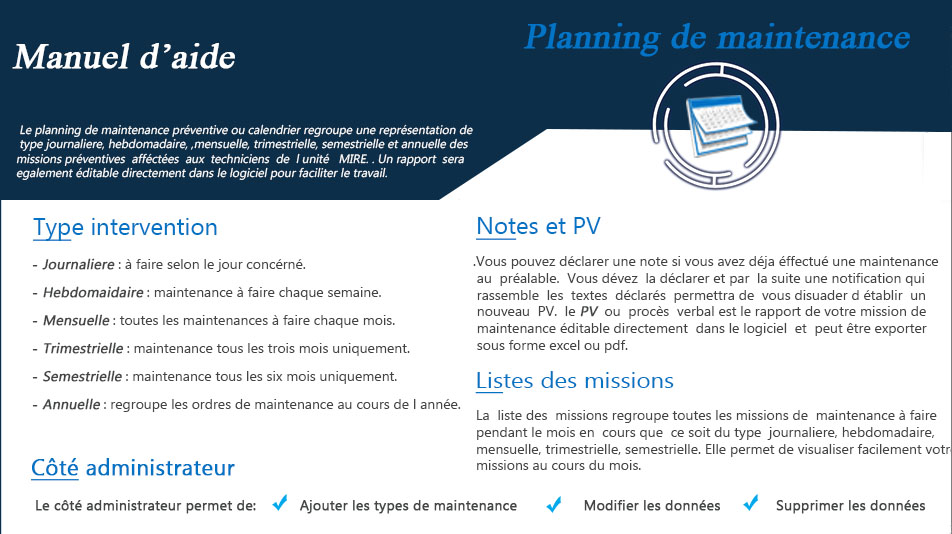 Manuel d’aide
Planning de maintenance
Le planning de maintenance préventive ou calendrier regroupe une représentation de
type journaliere, hebdomadaire, ,mensuelle, trimestrielle, semestrielle et annuelle des
missions préventives afféctées aux techniciens de l unité MIRE. . Un rapport sera
egalement éditable directement dans le logiciel pour faciliter le travail.
Type intervention
- Journaliere : à faire selon le jour concérné.
- Hebdomaidaire : maintenance à faire chaque semaine.
- Mensuelle : toutes les maintenances à faire chaque mois.
- Trimestrielle : maintenance tous les trois mois uniquement.
- Semestrielle : maintenance tous les six mois uniquement.
- Annuelle : regroupe les ordres de maintenance au cours de l année.
Notes et PV
.Vous pouvez déclarer une note si vous avez déja éffectué une maintenance
au préalable. Vous dévez la déclarer et par la suite une notification qui
rassemble les textes déclarés permettra de vous disuader d établir un
nouveau PV. le PV ou procès verbal est le rapport de votre mission de
maintenance éditable directement dans le logiciel et peut être exporter
sous forme excel ou pdf.
Listes des missions
La liste des missions regroupe toutes les missions de maintenance à faire
pendant le mois en cours que ce soit du type journaliere, hebdomadaire,
mensuelle, trimestrielle, semestrielle. Elle permet de visualiser facilement votr
missions au cours du mois.
Côté administrateur
Le côté administrateur permet de: Ajouter les types de maintenance Modifier les données Supprimer les données